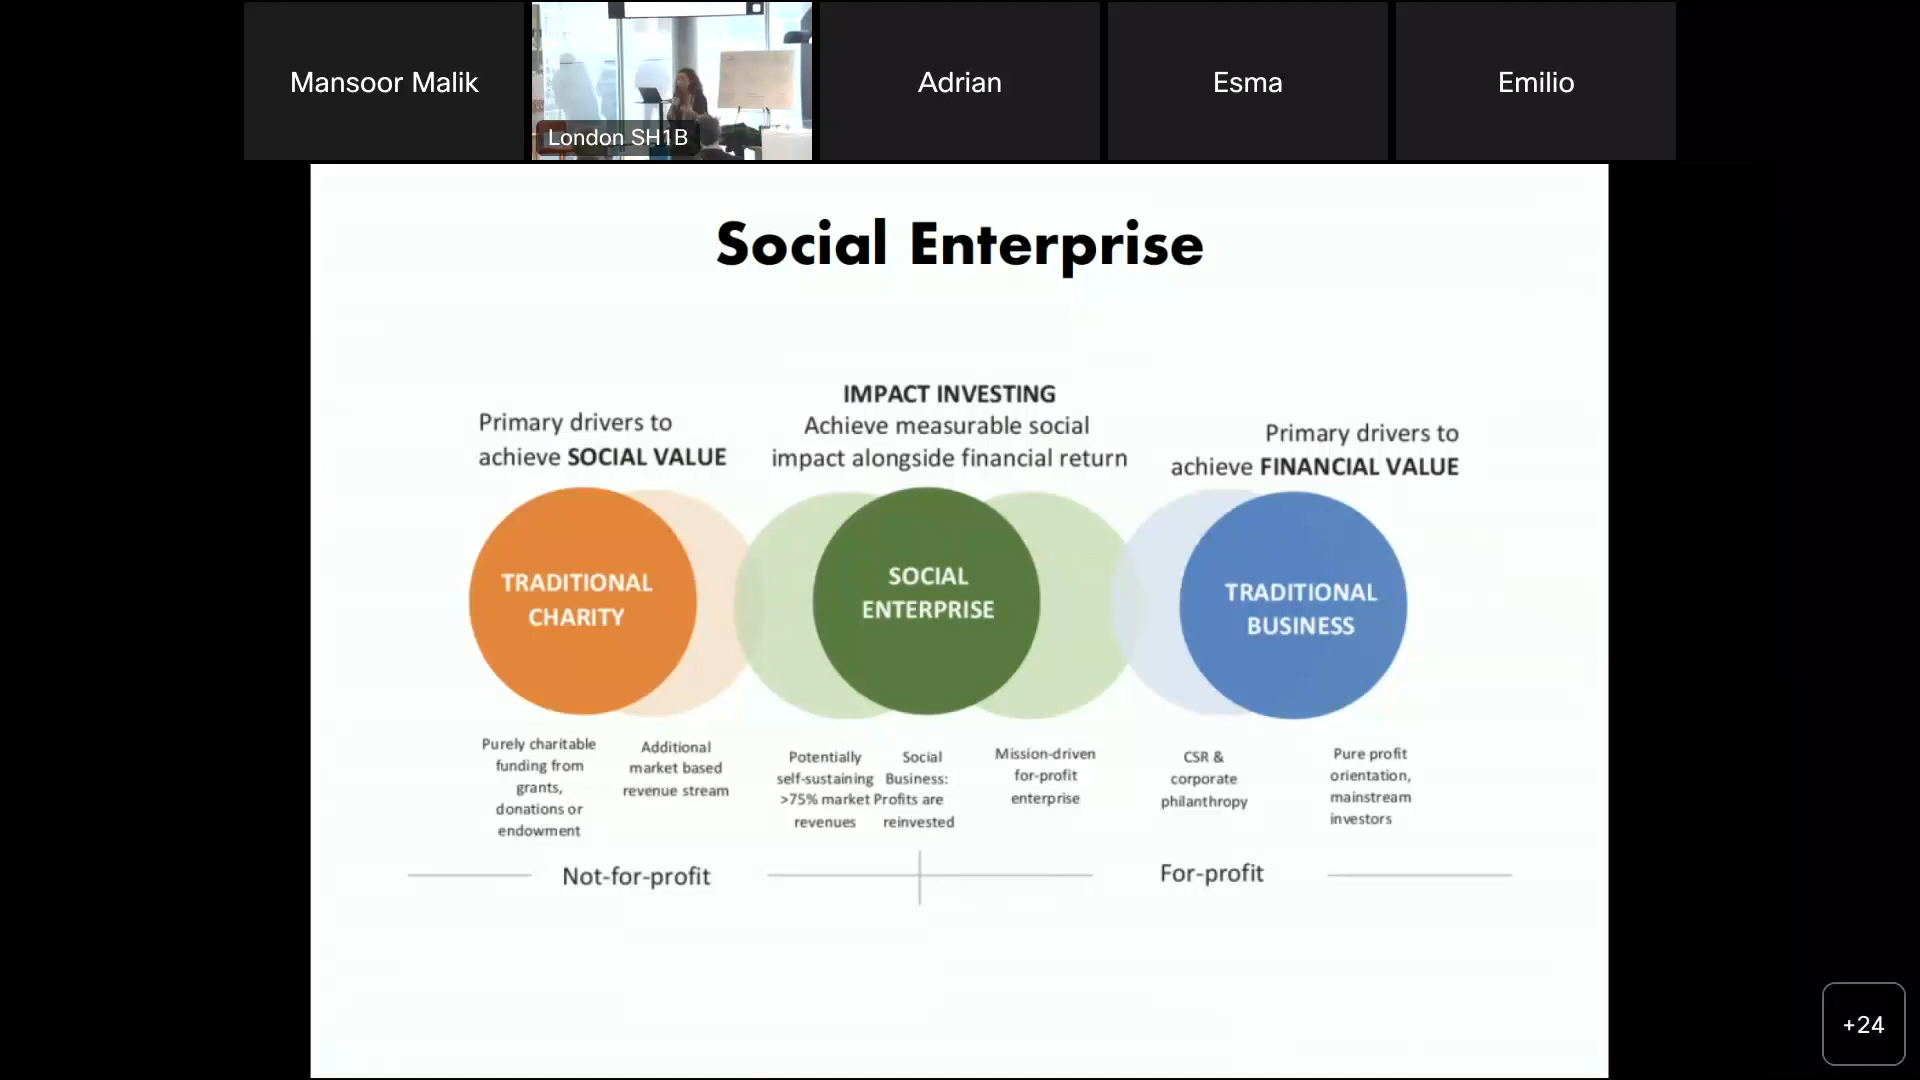 Mansoor Malik
London SH1B
Adrian
Esma
Emilio
Social Enterprise
Primary drivers to
achieve SOCIAL VALUE
IMPACT INVESTING
Achieve measurable social
impact alongside financial return
Primary drivers to
achieve FINANCIAL VALUE
TRADITIONAL
CHARITY
SOCIAL
ENTERPRISE
TRADITIONAL
BUSINESS
Purely charitable
funding from
grants,
donations or
endowment
Additional
market based
revenue stream
Potentially
self-sustaining
>75% market
revenues
Social
Business:
Profits are
reinvested
Mission-driven
for-profit
enterprise
CSR &
corporate
philanthropy
Pure profit
orientation,
mainstream
investors
Not-for-profit
For-profit
+24